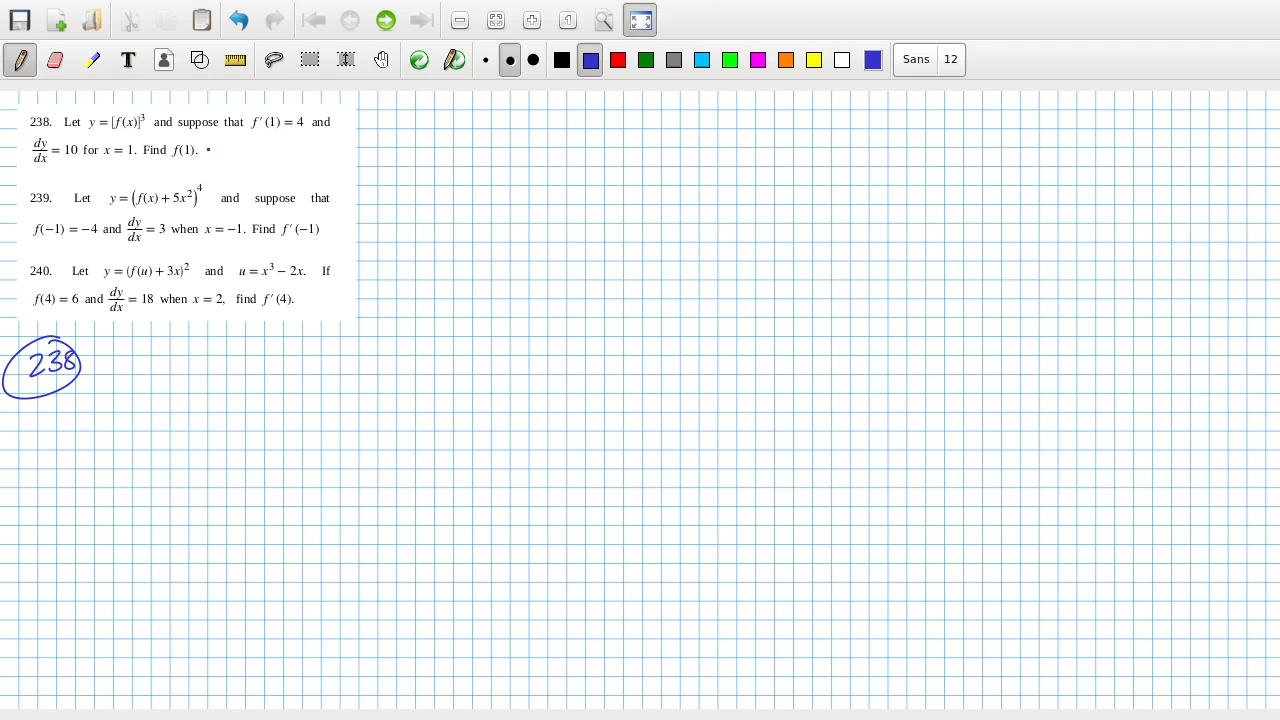 Sans 12
238. Let y = [f(x)]³ and suppose that f ′(1) = 4 and
dy/dx = 10 for x = 1. Find f(1).
239. Let y = (f(x) + 5x²)⁴ and suppose that
f(−1) = −4 and dy/dx = 3 when x = −1. Find f ′(−1)
240. Let y = (f(u) + 3x)² and u = x³ − 2x. If
f(4) = 6 and dy/dx = 18 when x = 2, find f ′(4).
238